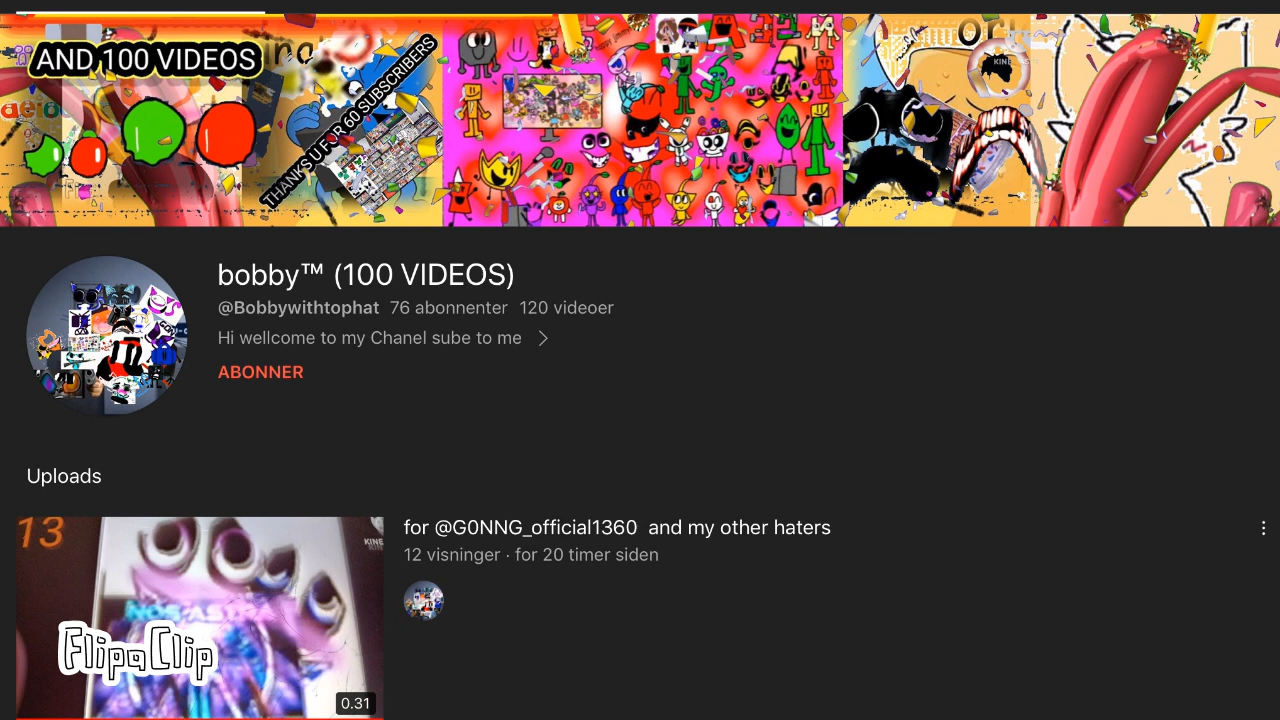 AND 100 VIDEOS
THANKS U FOR 60 SUBSCRIBERS
bobby™ (100 VIDEOS)
@Bobbywithtophat 76 abonnenter 120 videoer
Hi wellcome to my Chanel sube to me
ABONNER
Uploads
13
FlipaClip
0.31
for @G0NNG_official1360 and my other haters
12 visninger · for 20 timer siden